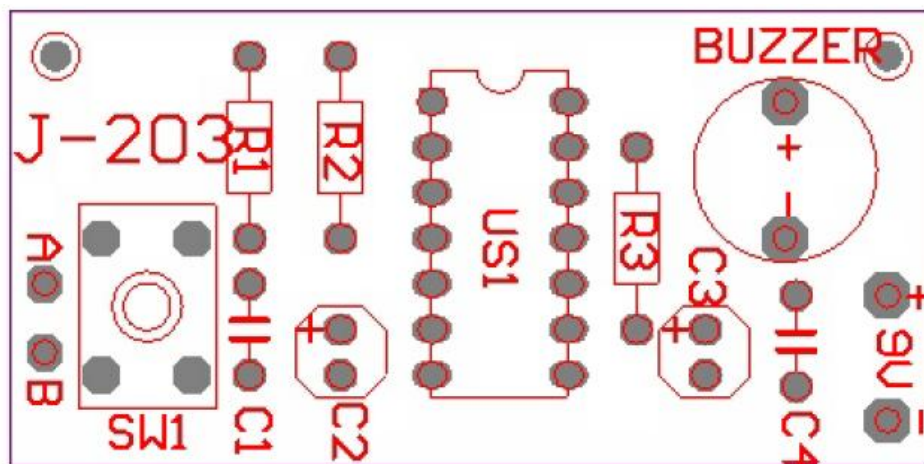 BUZZER
J-203
R1
R2
US1
R3
+
-
A
B
SW1
C1
+
C2
C3
+
C4
+
9V
-